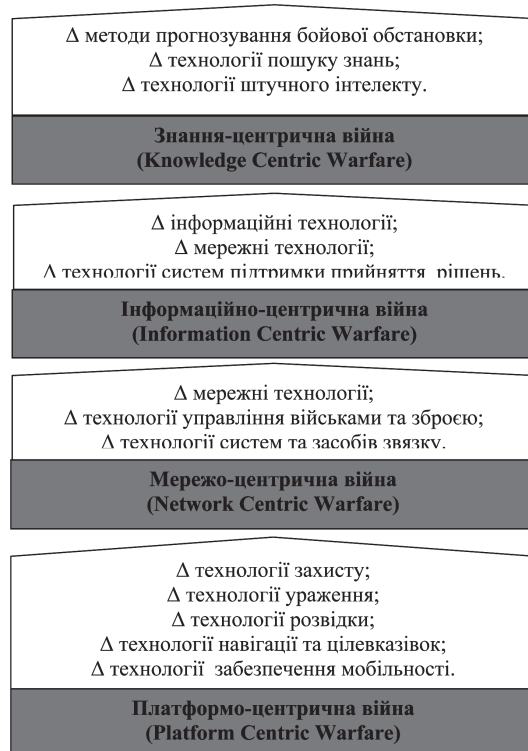 Δ методи прогнозування бойової обстановки;
Δ технології пошуку знань;
Δ технології штучного інтелекту.
Знання-центрична війна
(Knowledge Centric Warfare)
Δ інформаційні технології;
Δ мережні технології;
Δ технології систем підтримки прийняття рішень.
Інформаційно-центрична війна
(Information Centric Warfare)
Δ мережні технології;
Δ технології управління військами та зброєю;
Δ технології систем та засобів звязку.
Мережо-центрична війна
(Network Centric Warfare)
Δ технології захисту;
Δ технології ураження;
Δ технології розвідки;
Δ технології навігації та цілевказівок;
Δ технології забезпечення мобільності.
Платформо-центрична війна
(Platform Centric Warfare)